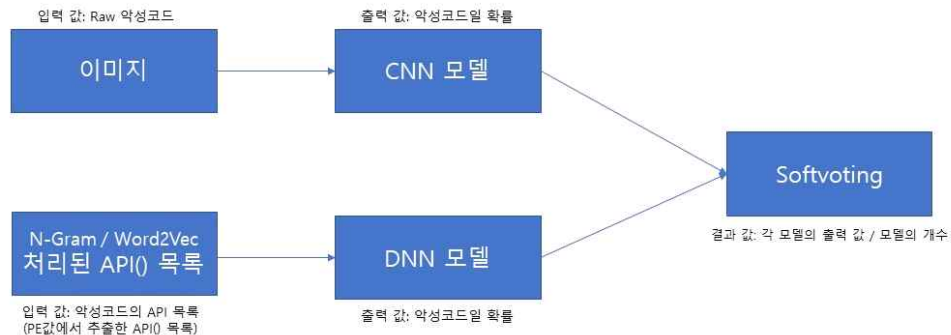 입력 값: Raw 악성코드
이미지
출력 값: 악성코드일 확률
CNN 모델
Softvoting
결과 값: 각 모델의 출력 값 / 모델의 개수
N-Gram / Word2Vec
처리된 API() 목록
입력 값: 악성코드의 API 목록
(PE값에서 추출한 API() 목록)
DNN 모델
출력 값: 악성코드일 확률